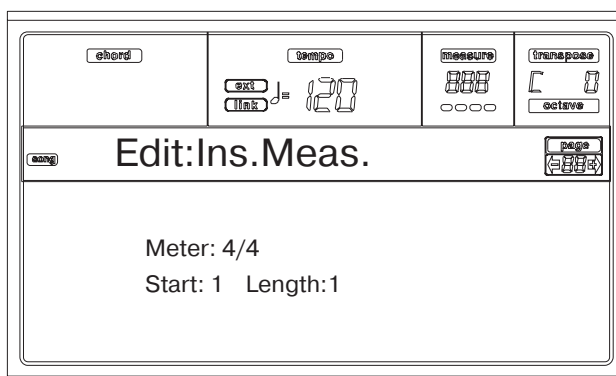 chord tempo measure transpose
ext ♩= 120 888 C 0
link octave
song Edit:Ins.Meas. page
88
Meter: 4/4
Start: 1 Length:1